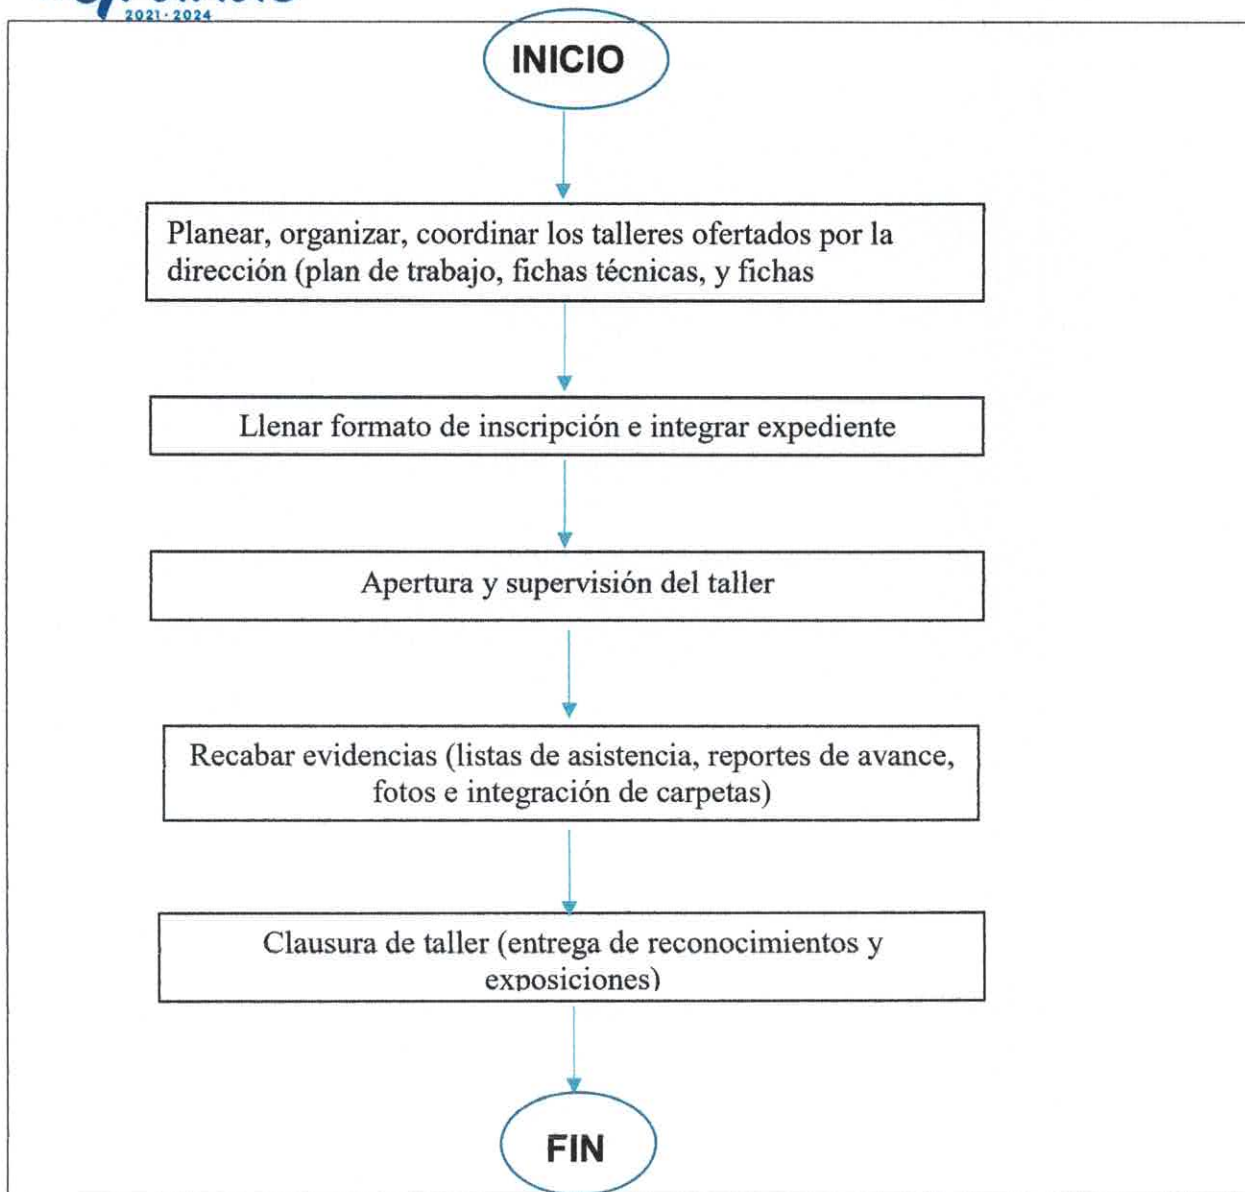 2021 - 2024
INICIO
Planear, organizar, coordinar los talleres ofertados por la
dirección (plan de trabajo, fichas técnicas, y fichas
Llenar formato de inscripción e integrar expediente
Apertura y supervisión del taller
Recabar evidencias (listas de asistencia, reportes de avance,
fotos e integración de carpetas)
Clausura de taller (entrega de reconocimientos y
exposiciones)
FIN